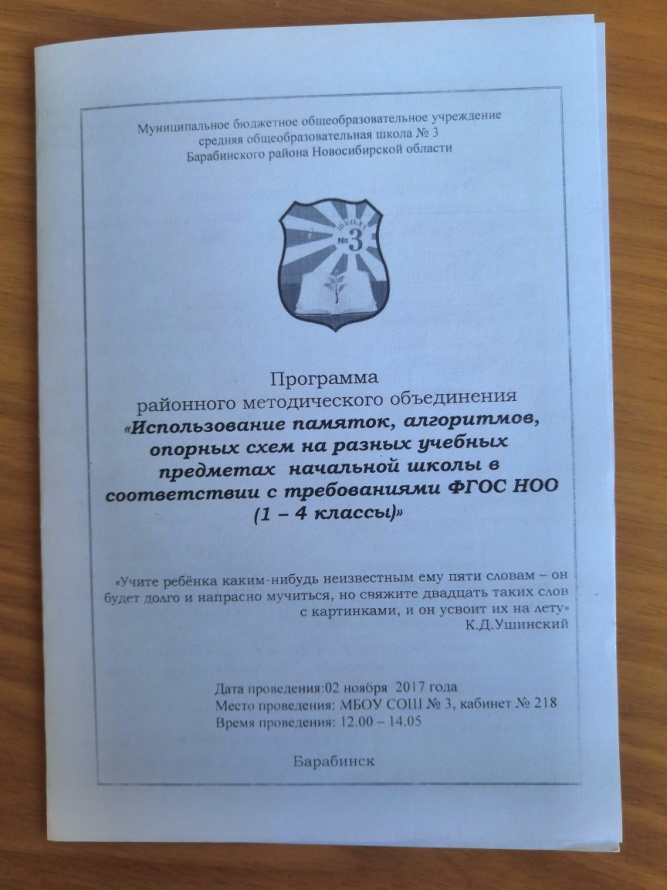 Муниципальное бюджетное общеобразовательное учреждение
средняя общеобразовательная школа № 3
Барабинского района Новосибирской области
ШКОЛА
№ 3
Программа
районного методического объединения
«Использование памяток, алгоритмов,
опорных схем на разных учебных
предметах начальной школы в
соответствии с требованиями ФГОС НОО
(1 – 4 классы)»
«Учите ребёнка каким-нибудь неизвестным ему пяти словам – он
будет долго и напрасно мучиться, но свяжите двадцать таких слов
с картинками, и он усвоит их на лету»
К.Д.Ушинский
Дата проведения:02 ноября 2017 года
Место проведения: МБОУ СОШ № 3, кабинет № 218
Время проведения: 12.00 – 14.05
Барабинск